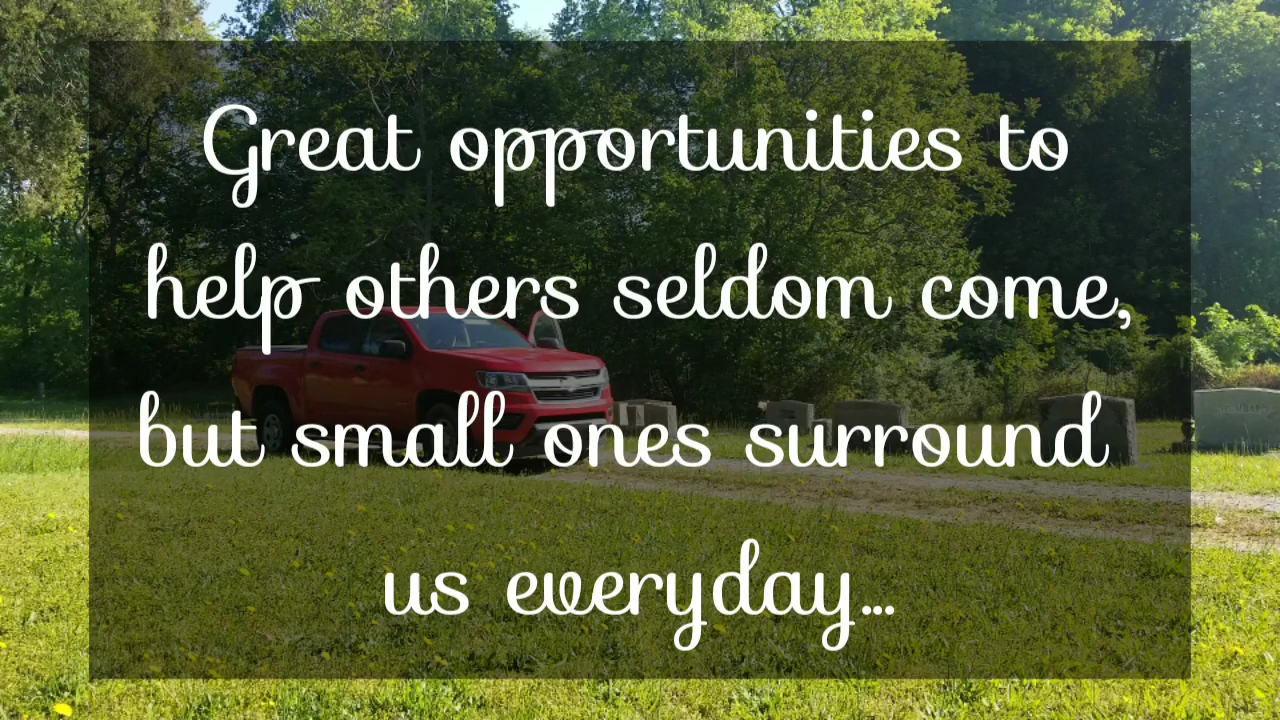 Great opportunities to
help others seldom come,
but small ones surround
us everyday...